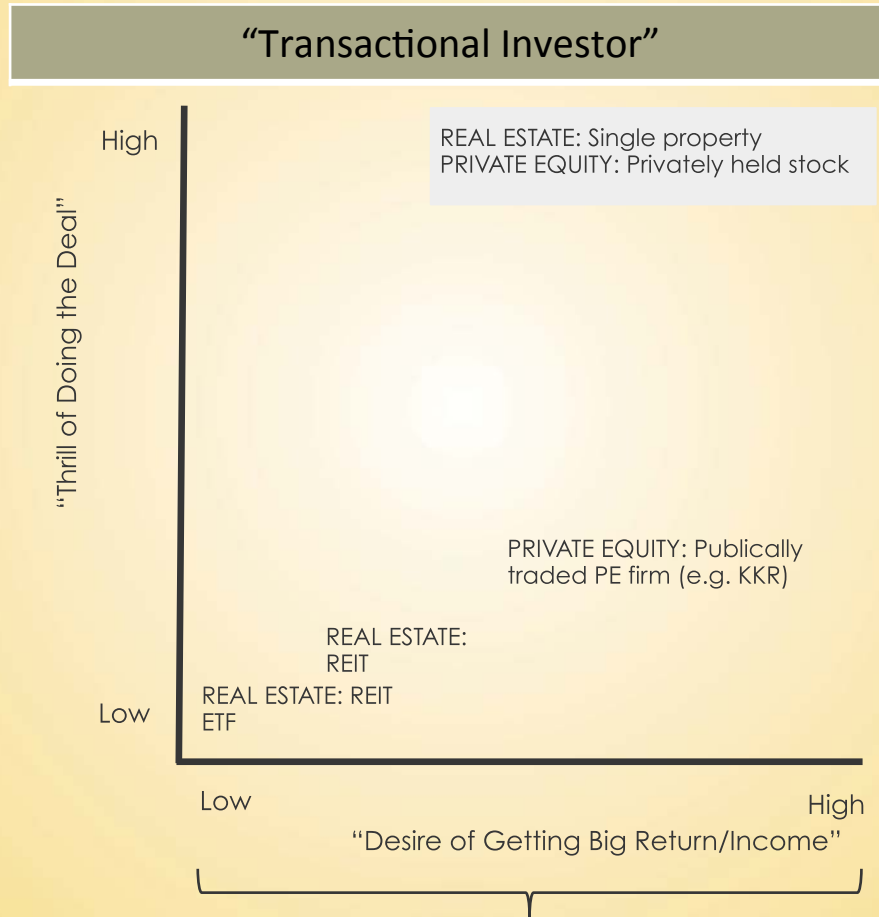 “Transactional Investor”
High
REAL ESTATE: Single property
PRIVATE EQUITY: Privately held stock
“Thrill of Doing the Deal”
PRIVATE EQUITY: Publically
traded PE firm (e.g. KKR)
REAL ESTATE:
REIT
REAL ESTATE: REIT
ETF
Low
Low
High
“Desire of Getting Big Return/Income”